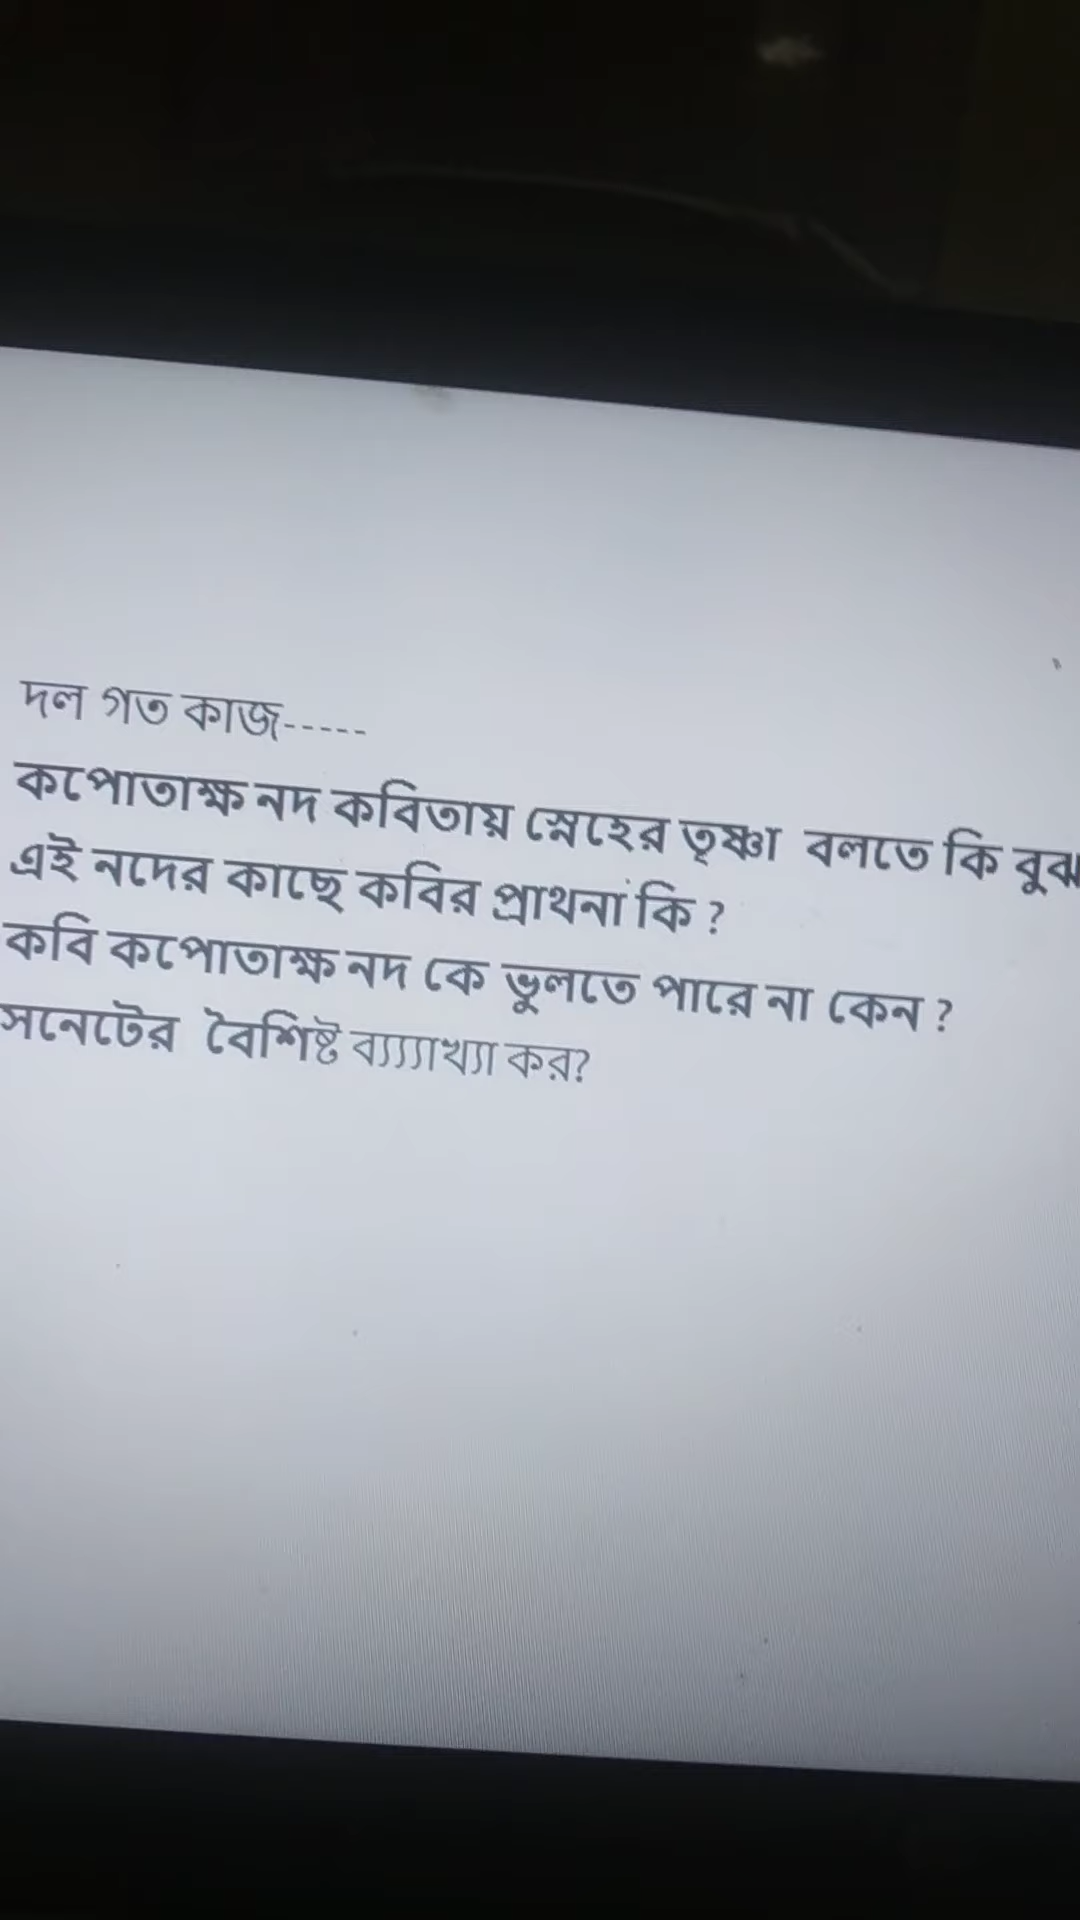 দল গত কাজ-----
কপোতাক্ষ নদ কবিতায় স্নেহের তৃষ্ণা বলতে কি বুঝ
এই নদের কাছে কবির প্রাথনা কি ?
কবি কপোতাক্ষ নদ কে ভুলতে পারে না কেন ?
সনেটের বৈশিষ্ট ব্য্যাখ্যা কর?